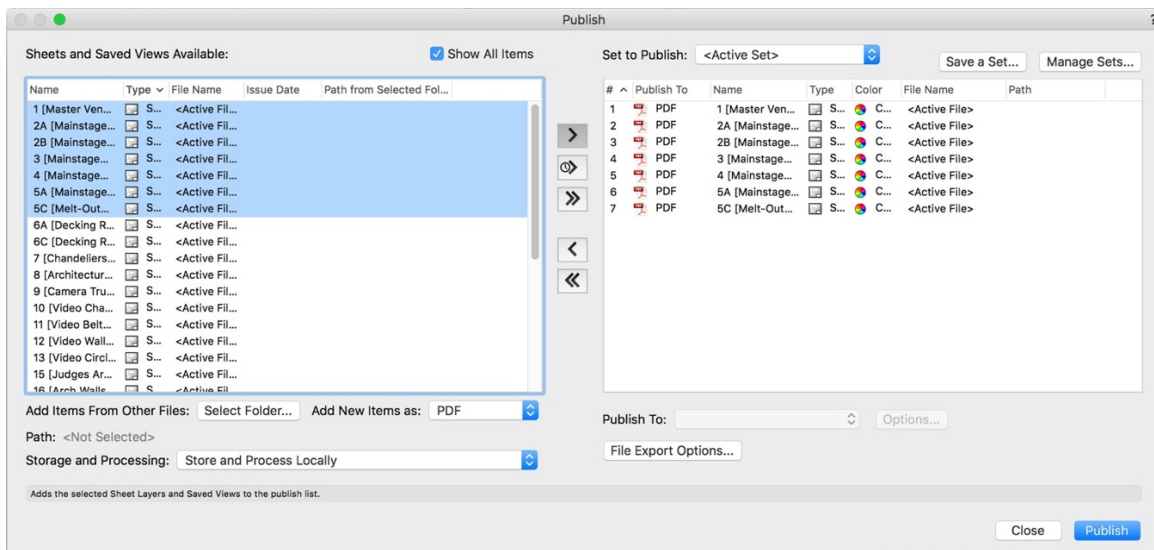 Publish
?
Sheets and Saved Views Available:
Show All Items
Name Type File Name Issue Date Path from Selected Fol...
1 [Master Ven... S... <Active Fil...
2A [Mainstage... S... <Active Fil...
2B [Mainstage... S... <Active Fil...
3 [Mainstage... S... <Active Fil...
4 [Mainstage... S... <Active Fil...
5A [Mainstage... S... <Active Fil...
5C [Melt-Out... S... <Active Fil...
6A [Decking R... S... <Active Fil...
6C [Decking R... S... <Active Fil...
7 [Chandeliers... S... <Active Fil...
8 [Architectur... S... <Active Fil...
9 [Camera Tru... S... <Active Fil...
10 [Video Cha... S... <Active Fil...
11 [Video Belt... S... <Active Fil...
12 [Video Wall... S... <Active Fil...
13 [Video Circl... S... <Active Fil...
15 [Judges Ar... S... <Active Fil...
16 [Arch Walls S <Active Fil
Add Items From Other Files: Select Folder... Add New Items as: PDF
Path: <Not Selected>
Storage and Processing: Store and Process Locally
Set to Publish: <Active Set> Save a Set... Manage Sets...
# Publish To Name Type Color File Name Path
1 PDF 1 [Master Ven... S... C... <Active File>
2 PDF 2A [Mainstage... S... C... <Active File>
3 PDF 2B [Mainstage... S... C... <Active File>
4 PDF 3 [Mainstage... S... C... <Active File>
5 PDF 4 [Mainstage... S... C... <Active File>
6 PDF 5A [Mainstage... S... C... <Active File>
7 PDF 5C [Melt-Out... S... C... <Active File>
Publish To: Options...
File Export Options...
Adds the selected Sheet Layers and Saved Views to the publish list.
Close Publish